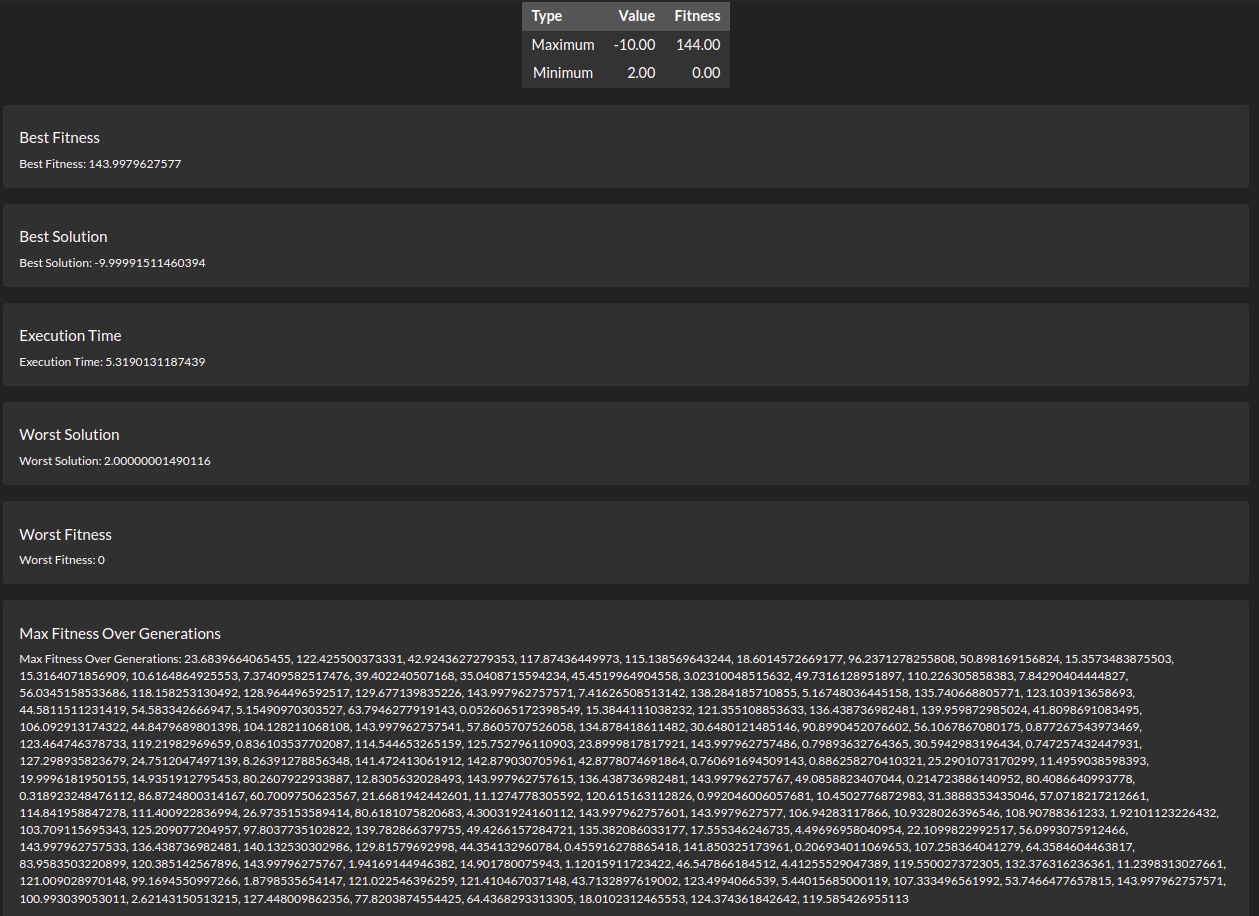 Type Value Fitness
Maximum -10.00 144.00
Minimum 2.00 0.00
Best Fitness
Best Fitness: 143.9979627577
Best Solution
Best Solution: -9.99991511460394
Execution Time
Execution Time: 5.3190131187439
Worst Solution
Worst Solution: 2.00000001490116
Worst Fitness
Worst Fitness: 0
Max Fitness Over Generations
Max Fitness Over Generations: 23.6839664065455, 122.425500373331, 42.9243627279353, 117.87436449973, 115.138569643244, 18.6014572669177, 96.2371278255808, 50.898169156824, 15.3573483875503,
15.3164071856909, 10.6164864925553, 7.37409582517476, 39.402240507168, 35.0408715594234, 45.4519964904558, 3.02310048515632, 49.7316128951897, 110.226305858383, 7.84290404444827,
56.0345158533686, 118.158253130492, 128.964496592517, 129.677139835226, 143.997962757571, 7.41626508513142, 138.284185710855, 5.16748036445158, 135.740668805771, 123.103913658693,
44.5811511231419, 54.583342666947, 5.15490970303527, 63.7946277919143, 0.0526065172398549, 15.3844111038232, 121.355108853633, 136.438736982481, 139.959872985024, 41.8098691083495,
106.092913174322, 44.8479689801398, 104.128211068108, 143.997962757541, 57.8605707526058, 134.878418611482, 30.6480121485146, 90.8990452076602, 56.1067867080175, 0.877267543973469,
123.464746378733, 119.21982969659, 0.836103537702087, 114.544653265159, 125.752796110903, 23.8999817817921, 143.997962757486, 0.79893632764365, 30.5942983196434, 0.747257432447931,
127.298935823679, 24.7512047497139, 8.26391278856348, 141.472413061912, 142.879030705961, 42.8778074691864, 0.760691694509143, 0.886258270410321, 25.2901073170299, 11.4959038598393,
19.9996181950155, 14.9351912795453, 80.2607922933887, 12.8305632028493, 143.997962757615, 136.438736982481, 143.99796275767, 49.0858823407044, 0.214723886140952, 80.4086640993778,
0.318923248476112, 86.8724800314167, 60.7009750623567, 21.6681942442601, 11.1274778305592, 120.615163112826, 0.992046006057681, 10.4502776872983, 31.3888353435046, 57.0718217212661,
114.841958847278, 111.400922836994, 26.9735153589414, 80.6181075820683, 4.30031924160112, 143.997962757601, 143.9979627577, 106.94283117866, 10.9328026396546, 108.90788361233, 1.92101123226432,
103.709115695343, 125.209077204957, 97.8037735102822, 139.782866379755, 49.4266157284721, 135.382086033177, 17.555346246735, 4.49696958040954, 22.1099822992517, 56.0993075912466,
143.997962757533, 136.438736982481, 140.132530302986, 129.81579692998, 44.354132960784, 0.455916278865418, 141.850325173961, 0.206934011069653, 107.258364041279, 64.3584604463817,
83.9583503220899, 120.385142567896, 143.99796275767, 1.94169144946382, 14.901780075943, 1.12015911723422, 46.547866184512, 4.41255529047389, 119.550027372305, 132.376316236361, 11.2398313027661,
121.009028970148, 99.1694550997266, 1.8798535654147, 121.022546396259, 121.410467037148, 43.7132897619002, 123.4994066539, 5.44015685000119, 107.333496561992, 53.7466477657815, 143.997962757571,
100.993039053011, 2.62143150513215, 127.448009862356, 77.8203874554425, 64.4368293313305, 18.0102312465553, 124.374361842642, 119.585426955113